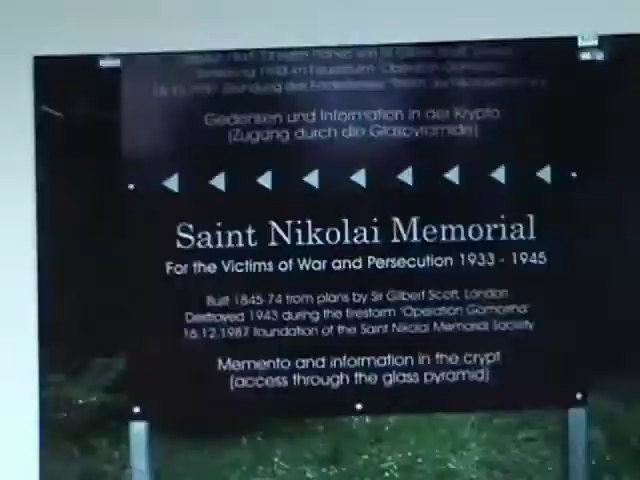 Gedenken und Information in der Krypta
(Zugang durch die Glaspyramide)
Saint Nikolai Memorial
For the Victims of War and Persecution 1933 - 1945
Built 1845-74 from plans by Sir Gilbert Scott, London
Destroyed 1943 during the firestorm 'Operation Gomorrha'
16.12.1987 foundation of the Saint Nikolai Memorial Society
Memento and information in the crypt
(access through the glass pyramid)